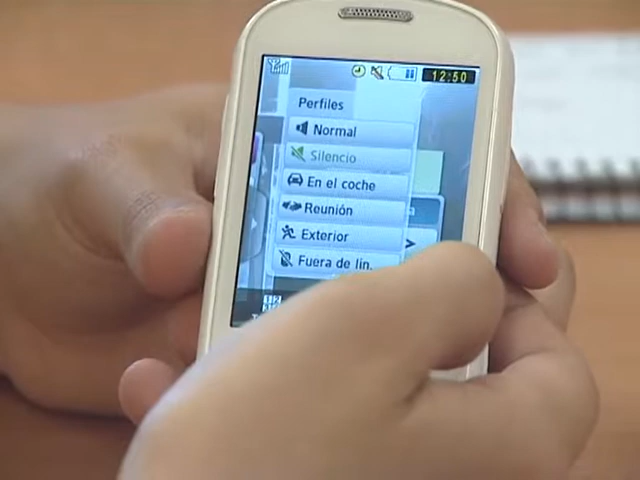 12:50
Perfiles
Normal
Silencio
En el coche
Reunión
Exterior
Fuera de lín.